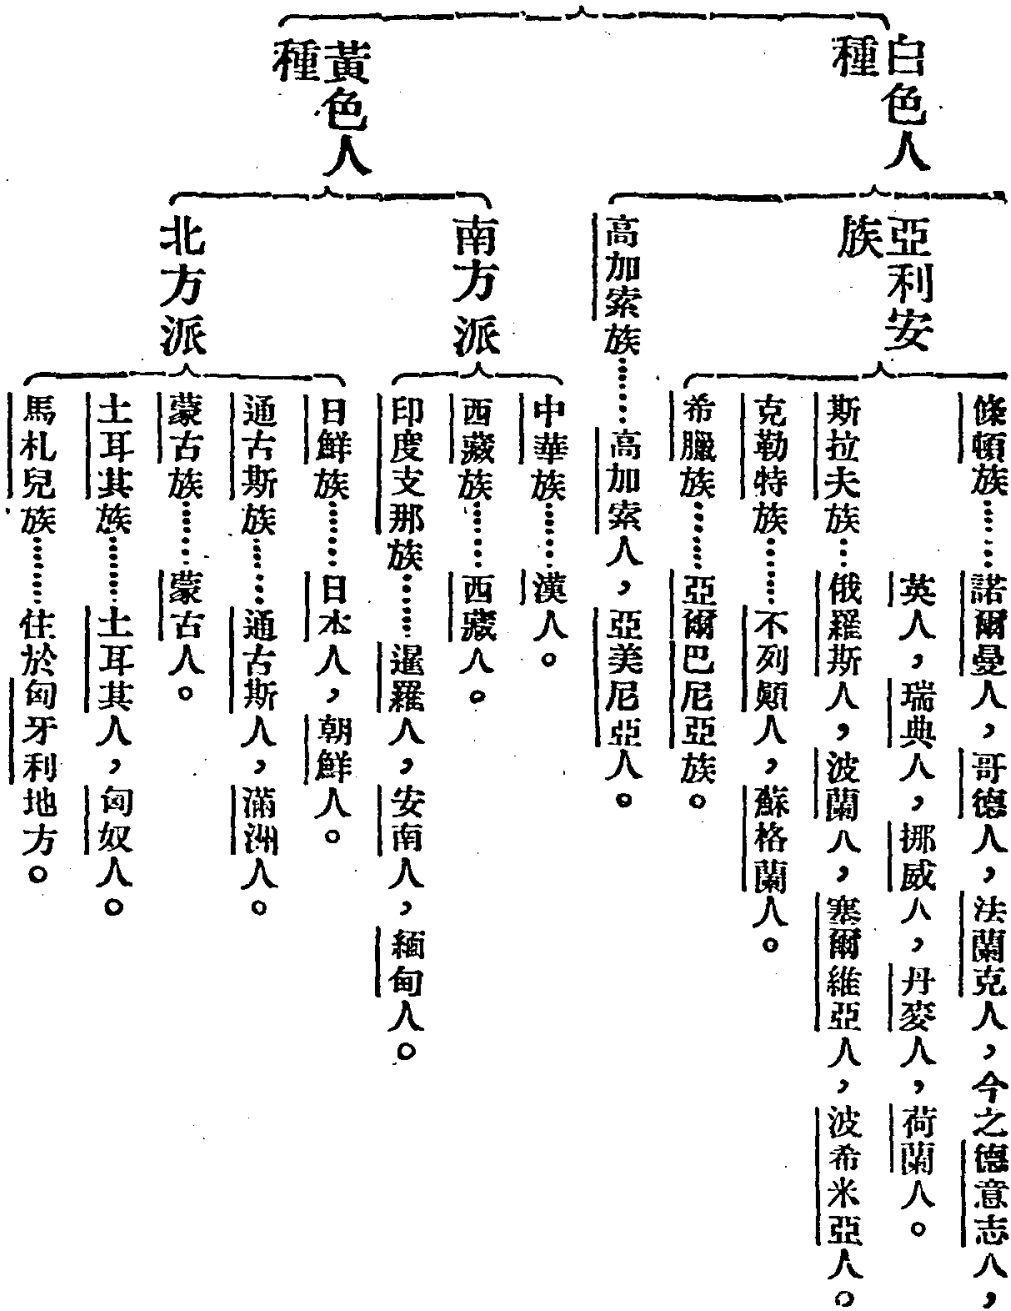 白色人種
亞利安族
條頓族……諾爾曼人，哥德人，法蘭克人，今之德意志人，
英人，瑞典人，挪威人，丹麥人，荷蘭人。
斯拉夫族…俄羅斯人，波蘭人，塞爾維亞人，波希米亞人。
克勒特族……不列顛人，蘇格蘭人。
希臘族……亞爾巴尼亞族。
高加索族……高加索人，亞美尼亞人。
黃色人種
南方派
中華族……漢人。
西藏族……西藏人。
印度支那族……暹羅人，安南人，緬甸人。
北方派
日鮮族……日本人，朝鮮人。
通古斯族……通古斯人，滿洲人。
蒙古族……蒙古人。
土耳其族……土耳其人，匈奴人。
馬札兒族……住於匈牙利地方。